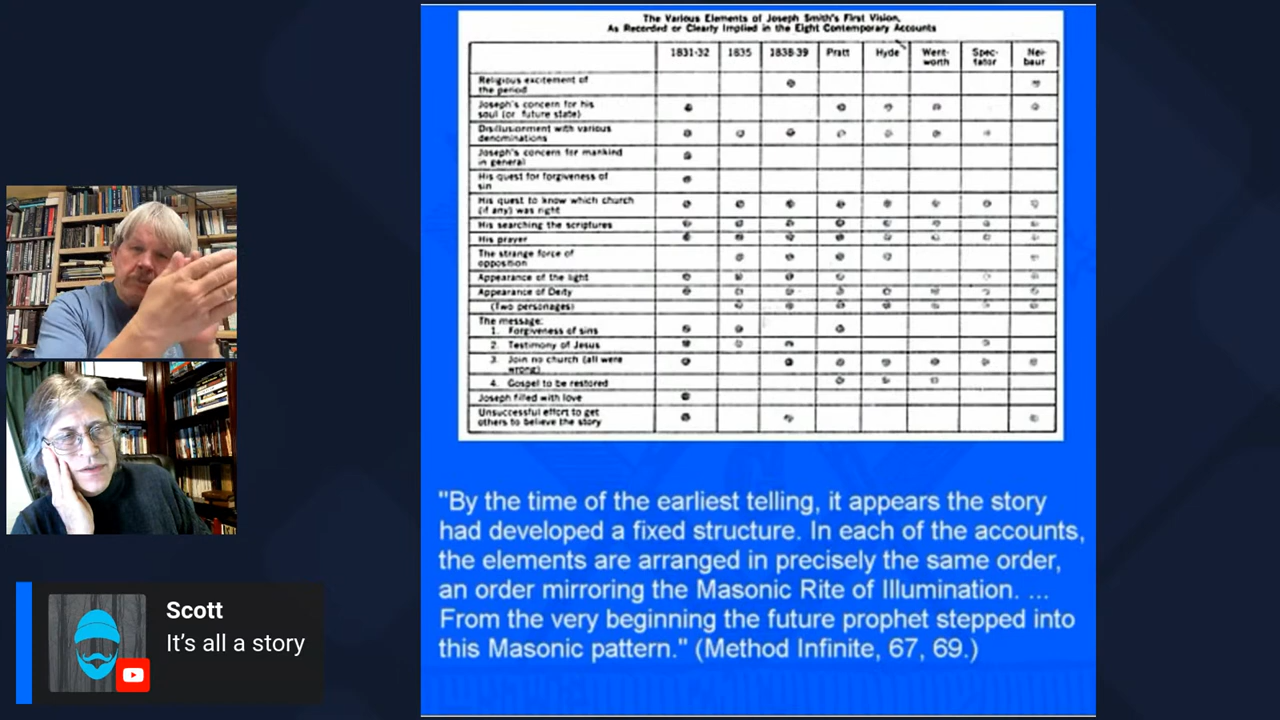 The Various Elements of Joseph Smith's First Vision,
As Recorded or Clearly Implied in the Eight Contemporary Accounts
1831-32 1835 1838-39 Pratt Hyde Went-worth Spec-tator Nei-baur
Religious excitement of
the period
Joseph's concern for his
soul (or future state)
Disillusionment with various
denominations
Joseph's concern for mankind
in general
His quest for forgiveness of
sin
His quest to know which church
(if any) was right
His searching the scriptures
His prayer
The strange force of
opposition
Appearance of the light
Appearance of Deity
(Two personages)
The message:
1. Forgiveness of sins
2. Testimony of Jesus
3. Join no church (all were
wrong)
4. Gospel to be restored
Joseph filled with love
Unsuccessful effort to get
others to believe the story
"By the time of the earliest telling, it appears the story
had developed a fixed structure. In each of the accounts,
the elements are arranged in precisely the same order,
an order mirroring the Masonic Rite of Illumination. ...
From the very beginning the future prophet stepped into
this Masonic pattern." (Method Infinite, 67, 69.)
Scott
It's all a story